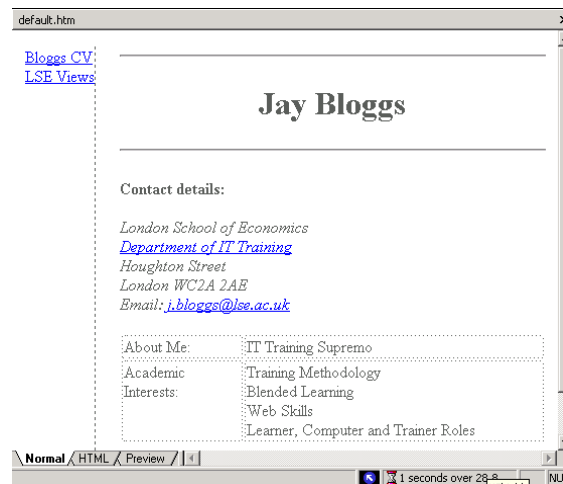 default.htm
Bloggs CV
LSE Views
Jay Bloggs
Contact details:
London School of Economics
Department of IT Training
Houghton Street
London WC2A 2AE
Email: j.bloggs@lse.ac.uk
About Me: IT Training Supremo
Academic Interests: Training Methodology
Blended Learning
Web Skills
Learner, Computer and Trainer Roles
Normal HTML Preview
1 seconds over 28.8
NU